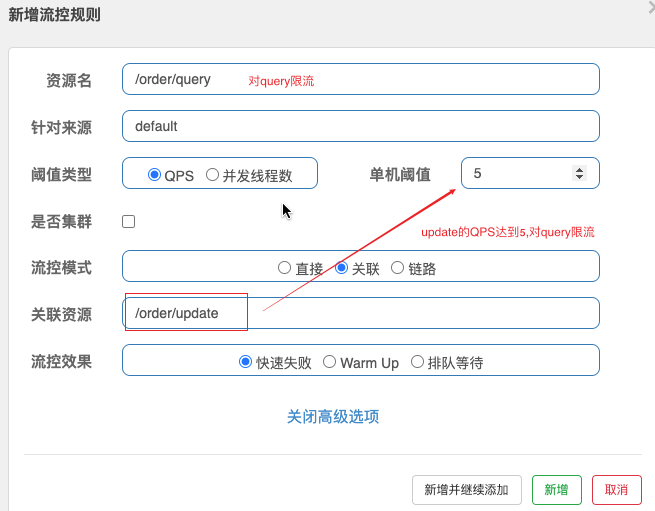 新增流控规则
资源名 /order/query 对query限流
针对来源 default
阈值类型 QPS 并发线程数 单机阈值 5
是否集群
update的QPS达到5,对query限流
流控模式 直接 关联 链路
关联资源 /order/update
流控效果 快速失败 Warm Up 排队等待
关闭高级选项
新增并继续添加 新增 取消